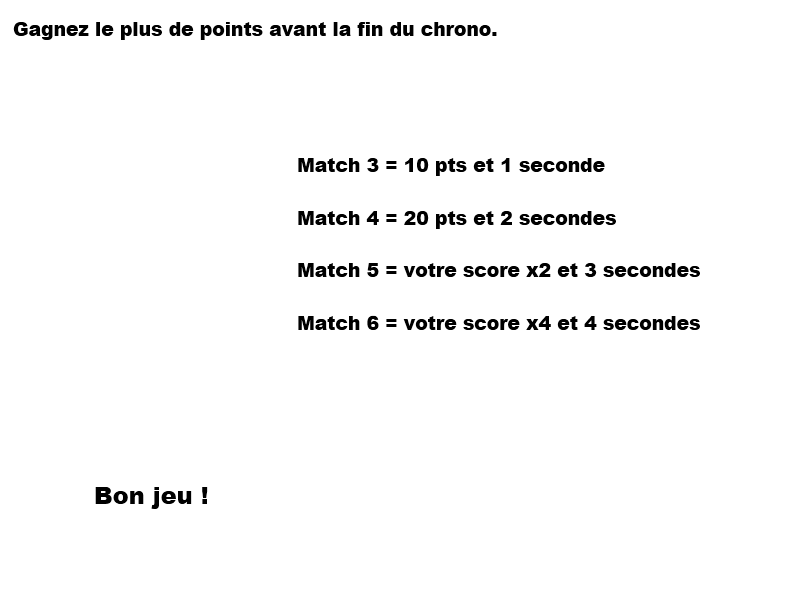 Gagnez le plus de points avant la fin du chrono.
Match 3 = 10 pts et 1 seconde
Match 4 = 20 pts et 2 secondes
Match 5 = votre score x2 et 3 secondes
Match 6 = votre score x4 et 4 secondes
Bon jeu !